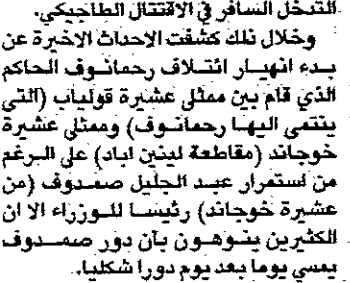 التدخل السافر في الاقتتال الطاجيكي.
وخلال ذلك كشفت الاحداث الاخيرة عن
بدء انهيار ائتلاف رحمانوف الحاكم
الذي قام بين ممثلي عشيرة قولياب (التي
ينتمي اليها رحمانوف) وممثلي عشيرة
خوجاند (مقاطعة لينين اباد) على الرغم
من استمرار عبد الجليل صمدوف (من
عشيرة خوجاند) رئيسا للوزراء الا ان
الكثيرين ينوهون بأن دور صمدوف
يمسي يوما بعد يوم دورا شكليا.